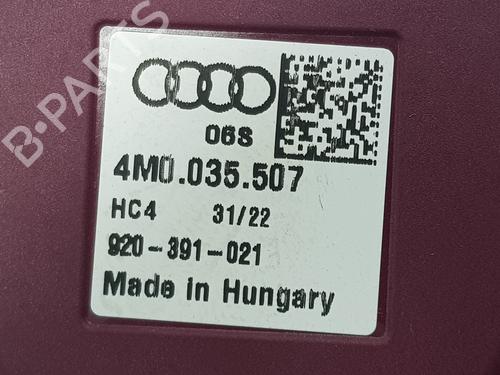 B-PARTS
06S
4M0.035.507
HC4 31/22
920-391-021
Made in Hungary